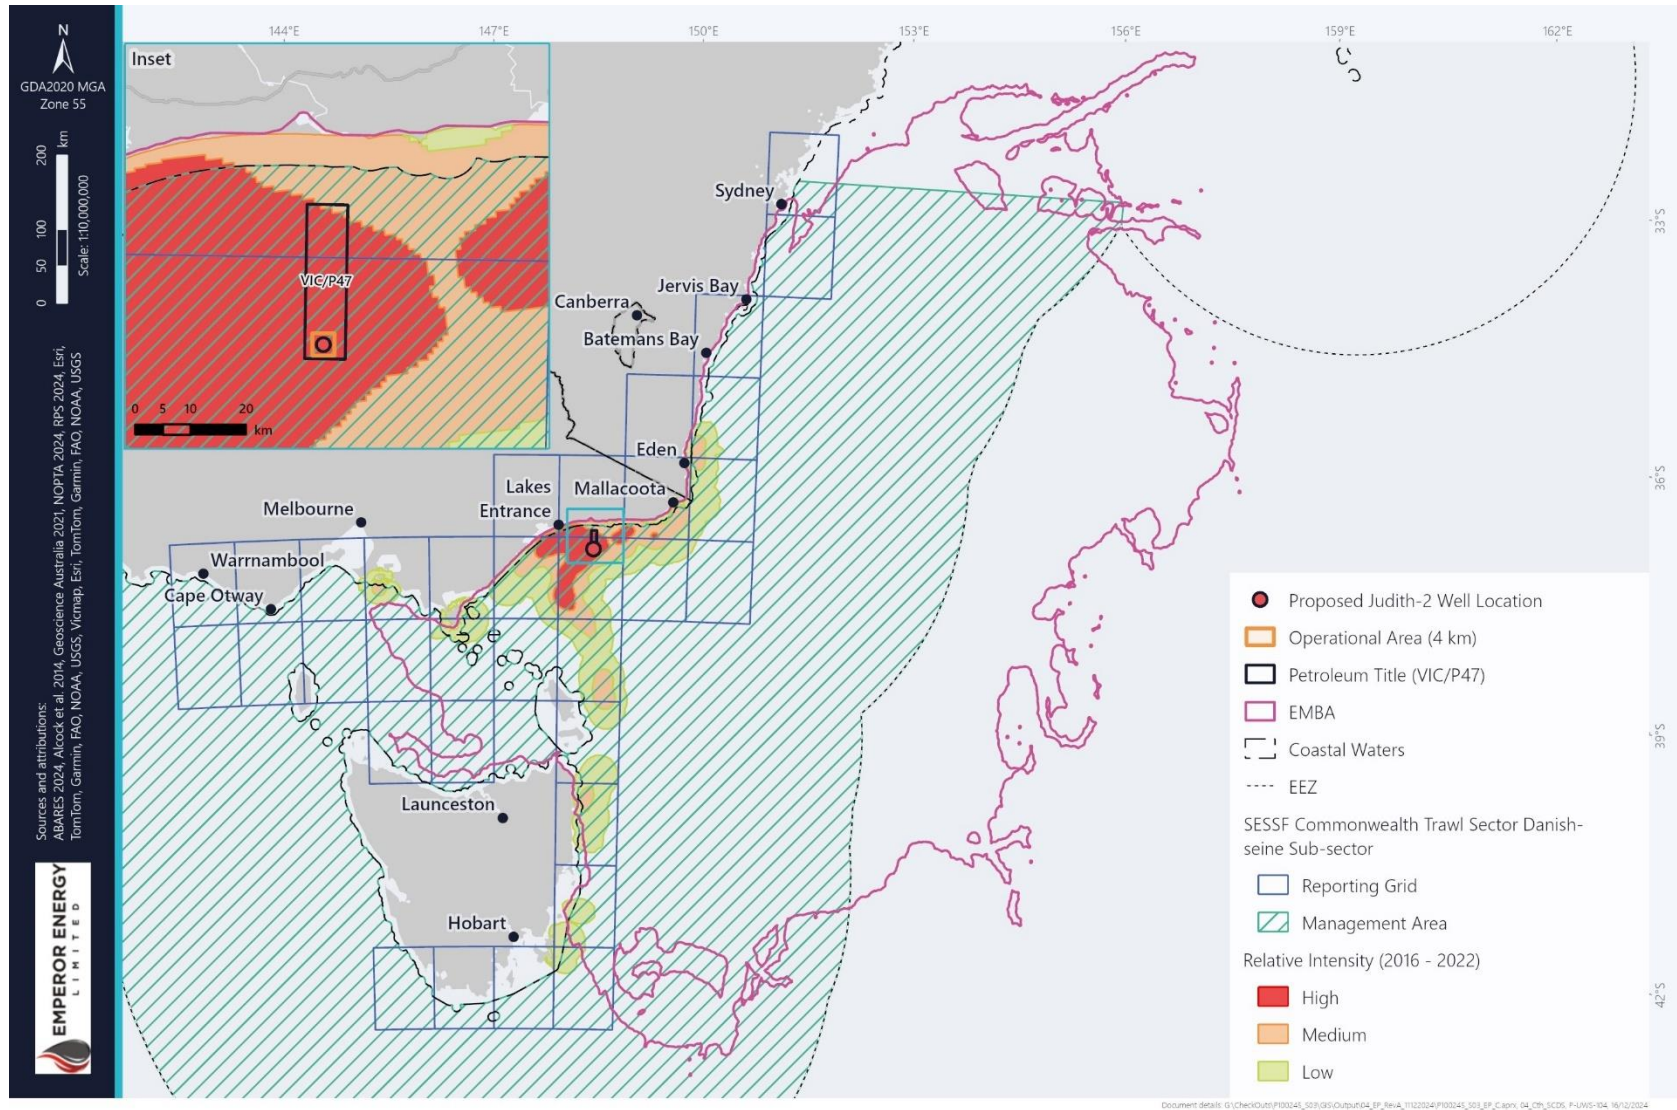 N
GDA2020 MGA
Zone 55
0 50 100 200 km
Scale: 1:10,000,000
Sources and attributions:
ABARES 2024, Alcock et al. 2014, Geoscience Australia 2021, NOPTA 2024, RPS 2024, Esri,
TomTom, Garmin, FAO, NOAA, USGS, Vicmap, Esri, TomTom, Garmin, FAO, NOAA, USGS
EMPEROR ENERGY
LIMITED
144°E 147°E 150°E 153°E 156°E 159°E 162°E
33°S
36°S
39°S
42°S
Inset
VIC/P47
0 5 10 20
km
Sydney
Jervis Bay
Canberra
Batemans Bay
Eden
Mallacoota
Lakes
Entrance
Melbourne
Warrnambool
Cape Otway
Launceston
Hobart
Proposed Judith-2 Well Location
Operational Area (4 km)
Petroleum Title (VIC/P47)
EMBA
Coastal Waters
EEZ
SESSF Commonwealth Trawl Sector Danish-
seine Sub-sector
Reporting Grid
Management Area
Relative Intensity (2016 - 2022)
High
Medium
Low